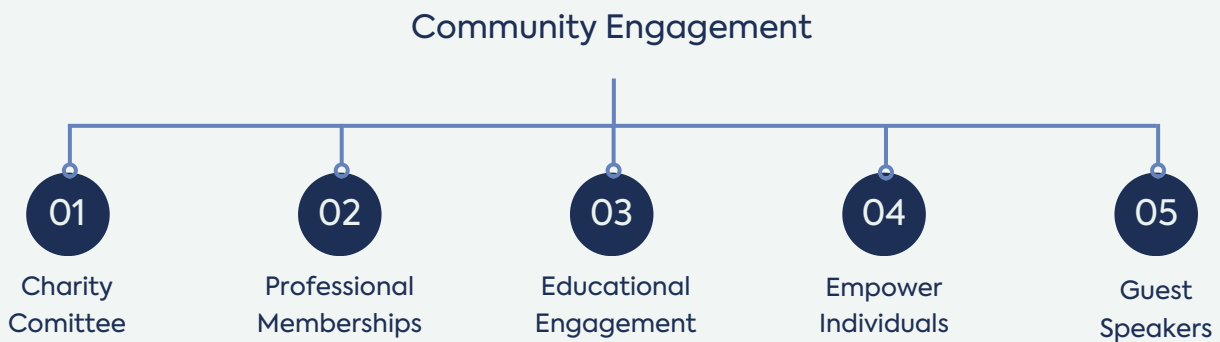 Community Engagement
01
02
03
04
05
Charity
Comittee
Professional
Memberships
Educational
Engagement
Empower
Individuals
Guest
Speakers